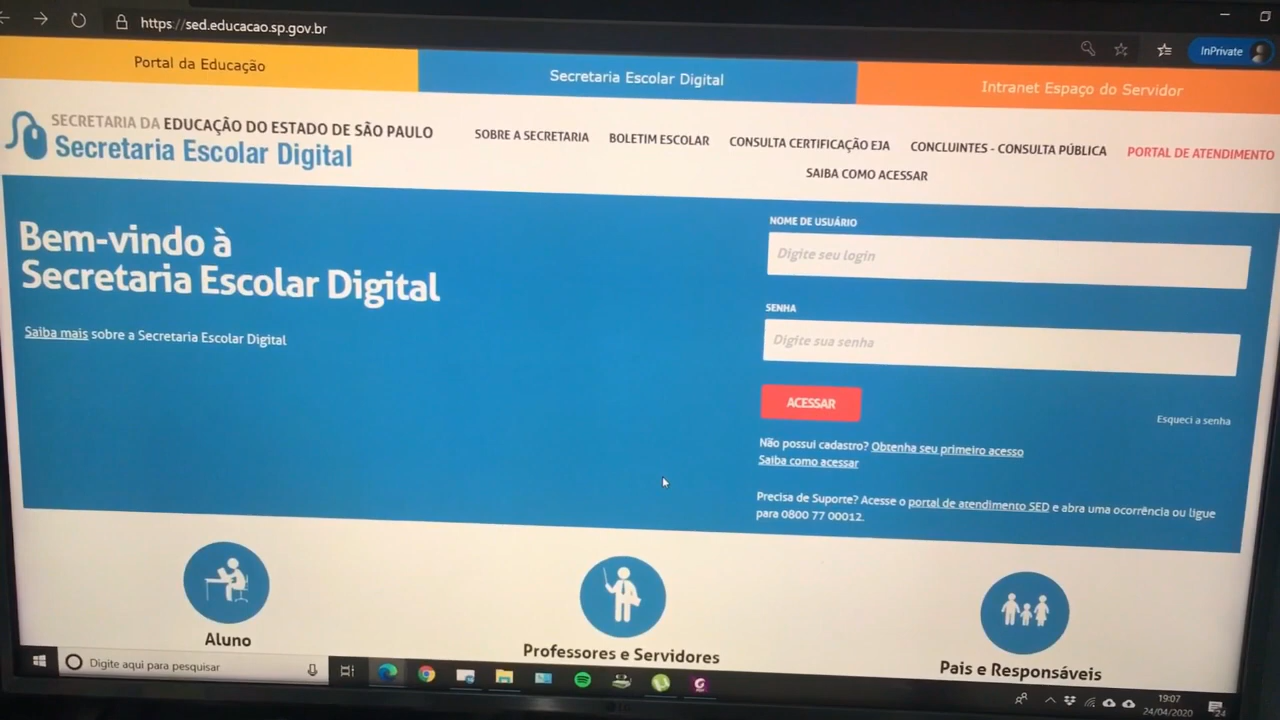 https://sed.educacao.sp.gov.br
InPrivate
Portal da Educação
Secretaria Escolar Digital
Intranet Espaço do Servidor
SECRETARIA DA EDUCAÇÃO DO ESTADO DE SÃO PAULO
Secretaria Escolar Digital
SOBRE A SECRETARIA
BOLETIM ESCOLAR
CONSULTA CERTIFICAÇÃO EJA
CONCLUINTES - CONSULTA PÚBLICA
PORTAL DE ATENDIMENTO
SAIBA COMO ACESSAR
Bem-vindo à
Secretaria Escolar Digital
Saiba mais sobre a Secretaria Escolar Digital
NOME DE USUÁRIO
Digite seu login
SENHA
Digite sua senha
ACESSAR
Esqueci a senha
Não possui cadastro? Obtenha seu primeiro acesso
Saiba como acessar
Precisa de Suporte? Acesse o portal de atendimento SED e abra uma ocorrência ou ligue
para 0800 77 00012.
Aluno
Professores e Servidores
Pais e Responsáveis
Digite aqui para pesquisar
19:07
24/04/2020
24
LG